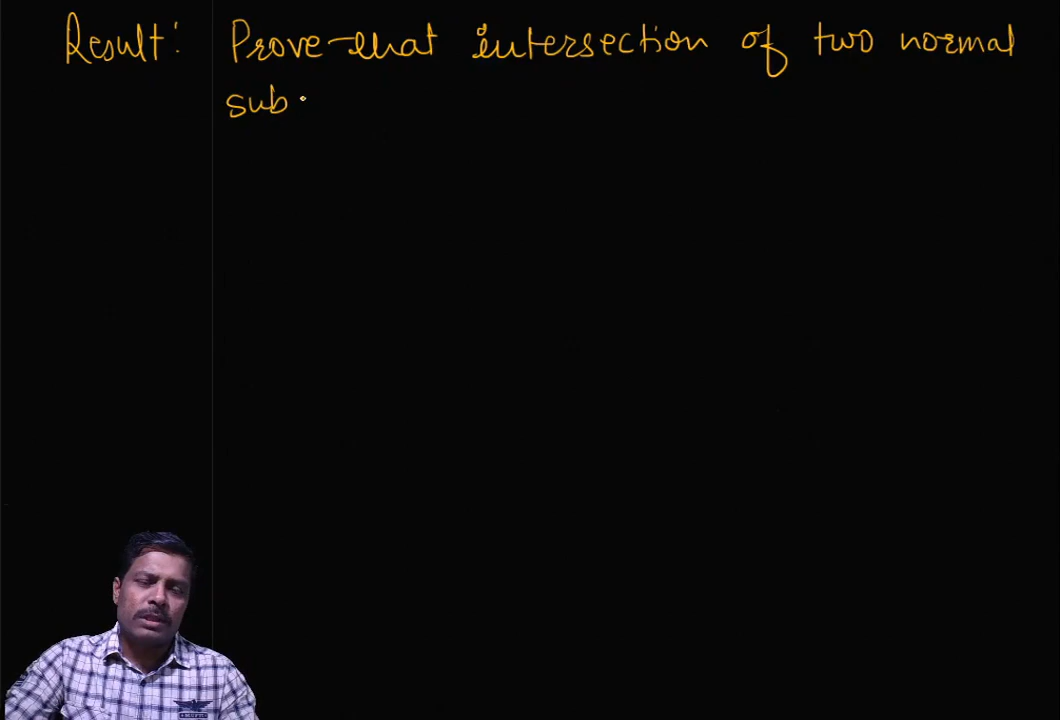 Result: Prove that intersection of two normal
sub